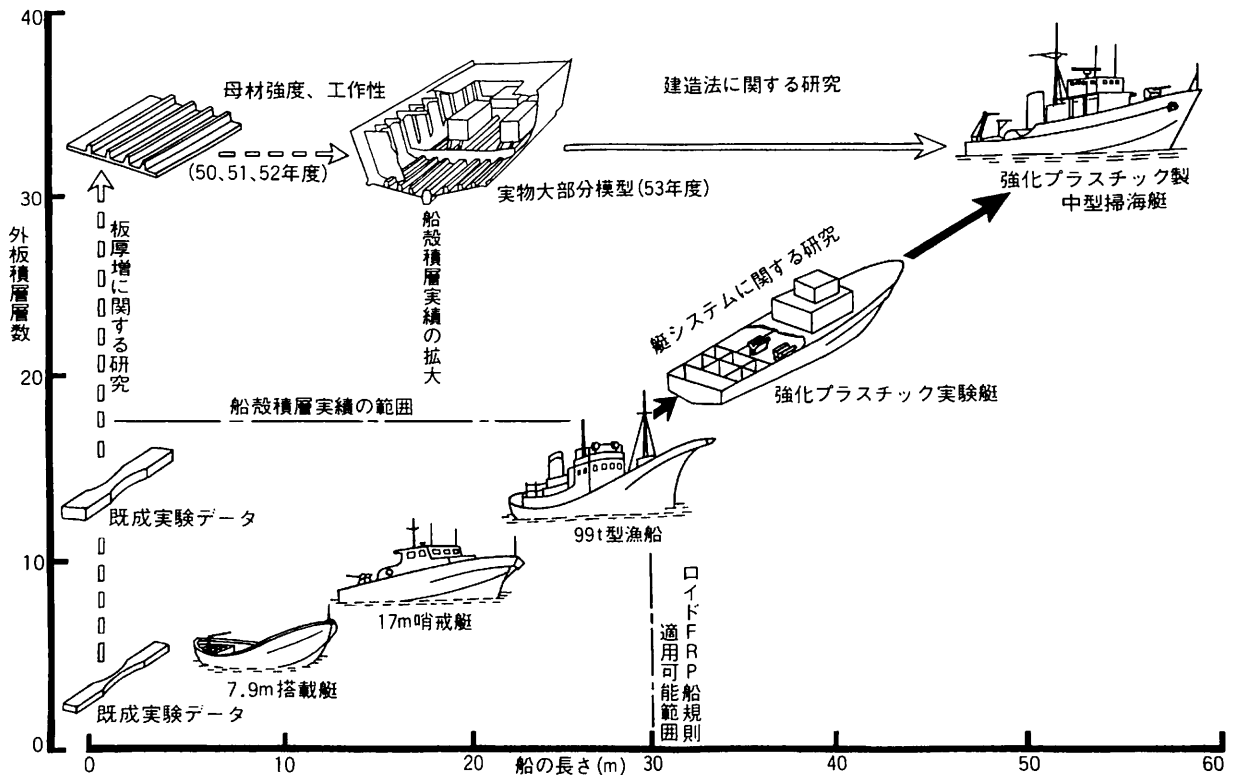 40
30
20
10
0
外板積層層数
母材強度、工作性
(50、51、52年度)
建造法に関する研究
実物大部分模型(53年度)
強化プラスチック製
中型掃海艇
板厚増に関する研究
船殻積層実績の拡大
艇システムに関する研究
強化プラスチック実験艇
船殻積層実績の範囲
既成実験データ
99t型漁船
17m哨戒艇
7.9m搭載艇
既成実験データ
ロイドFRP船規則
適用可能範囲
0
10
20
30
40
50
60
船の長さ(m)